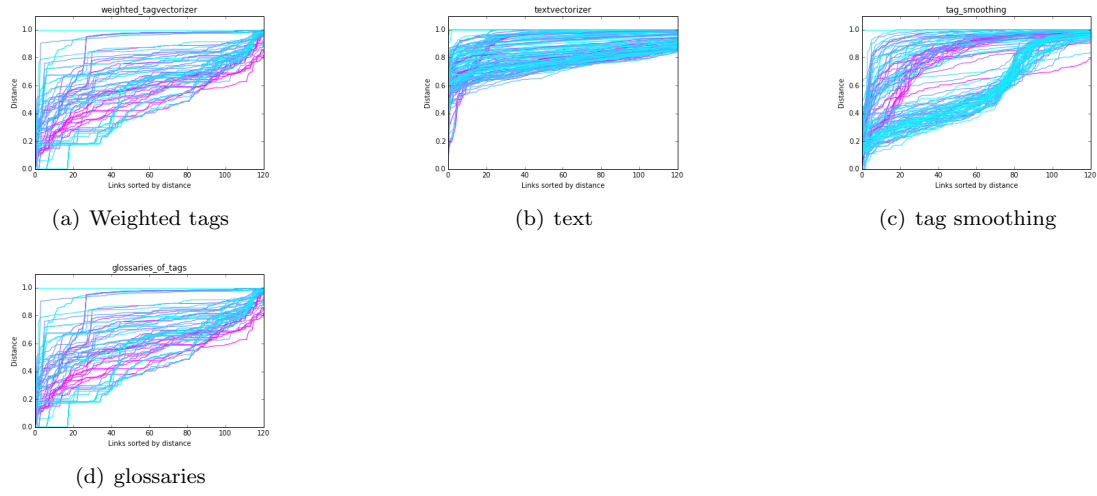 weighted_tagvectorizer
Distance
1.0
0.8
0.6
0.4
0.2
0.0
0 20 40 60 80 100 120
Links sorted by distance
(a) Weighted tags
textvectorizer
Distance
1.0
0.8
0.6
0.4
0.2
0.0
0 20 40 60 80 100 120
Links sorted by distance
(b) text
tag_smoothing
Distance
1.0
0.8
0.6
0.4
0.2
0.0
0 20 40 60 80 100 120
Links sorted by distance
(c) tag smoothing
glossaries_of_tags
Distance
1.0
0.8
0.6
0.4
0.2
0.0
0 20 40 60 80 100 120
Links sorted by distance
(d) glossaries